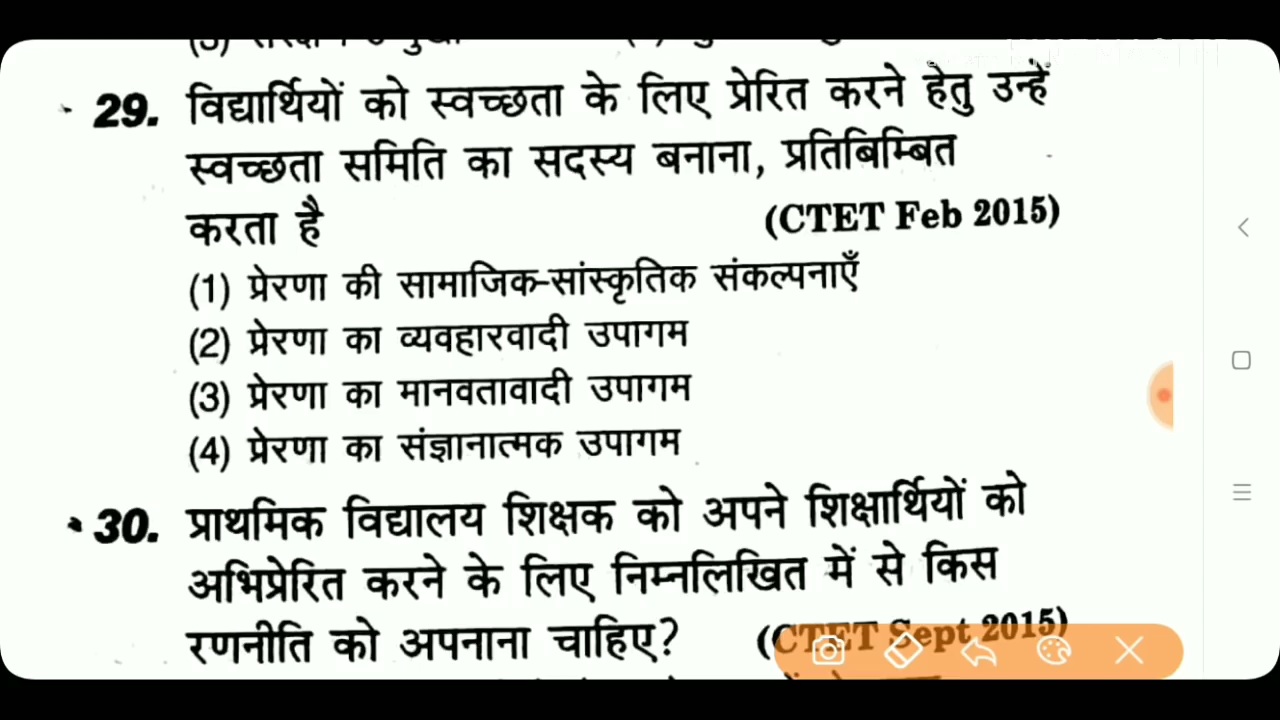 29. विद्यार्थियों को स्वच्छता के लिए प्रेरित करने हेतु उन्हें
स्वच्छता समिति का सदस्य बनाना, प्रतिबिम्बित
करता है (CTET Feb 2015)
(1) प्रेरणा की सामाजिक-सांस्कृतिक संकल्पनाएँ
(2) प्रेरणा का व्यवहारवादी उपागम
(3) प्रेरणा का मानवतावादी उपागम
(4) प्रेरणा का संज्ञानात्मक उपागम
30. प्राथमिक विद्यालय शिक्षक को अपने शिक्षार्थियों को
अभिप्रेरित करने के लिए निम्नलिखित में से किस
रणनीति को अपनाना चाहिए? (CTET Sept 2015)